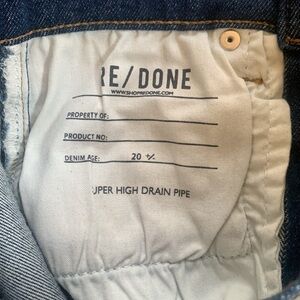 RE/DONE
WWW.SHOPREDONE.COM
PROPERTY OF:
PRODUCT NO:
DENIM AGE: 20 +/-
UPER HIGH DRAIN PIPE